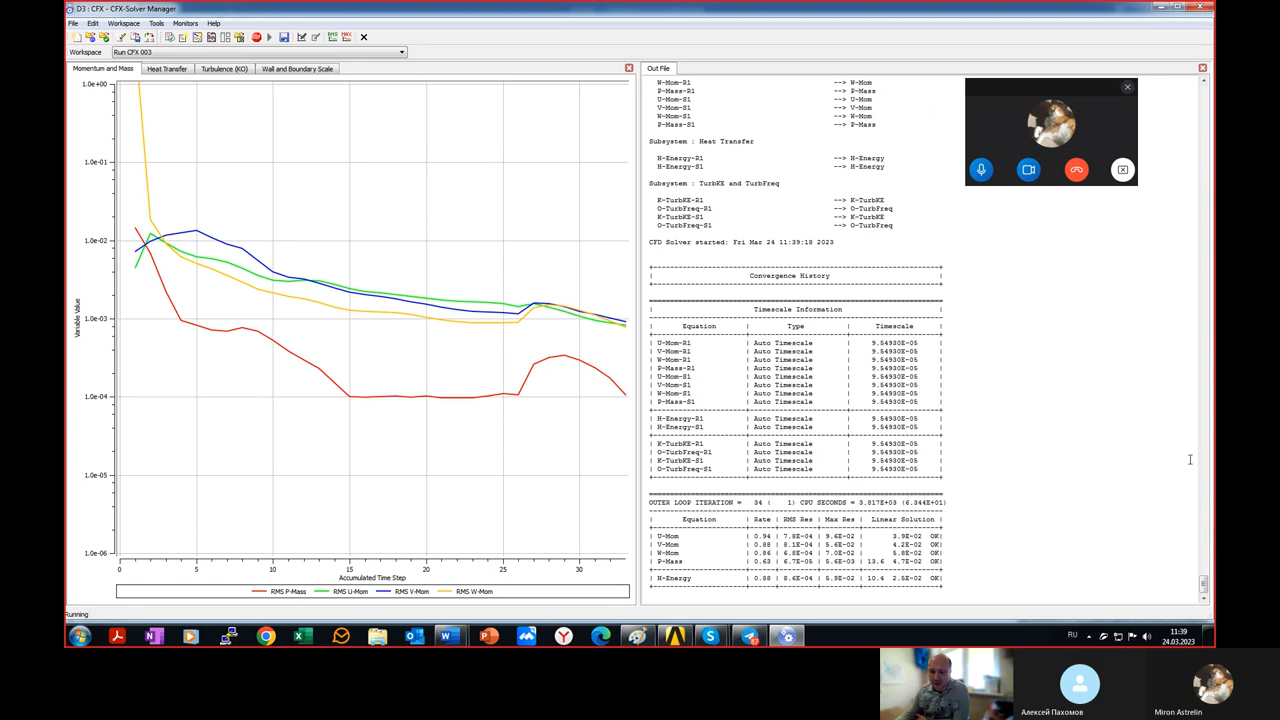 D3 : CFX - CFX-Solver Manager
File Edit Workspace Tools Monitors Help
Workspace Run CFX 003
Momentum and Mass Heat Transfer Turbulence (KO) Wall and Boundary Scale
1.0e+00
1.0e-01
1.0e-02
1.0e-03
1.0e-04
1.0e-05
1.0e-06
Variable Value
0 5 10 15 20 25 30
Accumulated Time Step
RMS P-Mass RMS U-Mom RMS V-Mom RMS W-Mom
Out File
W-Mom-R1 --> W-Mom
P-Mass-R1 --> P-Mass
U-Mom-S1 --> U-Mom
V-Mom-S1 --> V-Mom
W-Mom-S1 --> W-Mom
P-Mass-S1 --> P-Mass
Subsystem : Heat Transfer
H-Energy-R1 --> H-Energy
H-Energy-S1 --> H-Energy
Subsystem : TurbKE and TurbFreq
K-TurbKE-R1 --> K-TurbKE
O-TurbFreq-R1 --> O-TurbFreq
K-TurbKE-S1 --> K-TurbKE
O-TurbFreq-S1 --> O-TurbFreq
CFD Solver started: Fri Mar 24 11:39:18 2023
Convergence History
Timescale Information
| Equation | Type | Timescale |
| U-Mom-R1 | Auto Timescale | 9.54930E-05 |
| V-Mom-R1 | Auto Timescale | 9.54930E-05 |
| W-Mom-R1 | Auto Timescale | 9.54930E-05 |
| P-Mass-R1 | Auto Timescale | 9.54930E-05 |
| U-Mom-S1 | Auto Timescale | 9.54930E-05 |
| V-Mom-S1 | Auto Timescale | 9.54930E-05 |
| W-Mom-S1 | Auto Timescale | 9.54930E-05 |
| P-Mass-S1 | Auto Timescale | 9.54930E-05 |
| H-Energy-R1 | Auto Timescale | 9.54930E-05 |
| H-Energy-S1 | Auto Timescale | 9.54930E-05 |
| K-TurbKE-R1 | Auto Timescale | 9.54930E-05 |
| O-TurbFreq-R1 | Auto Timescale | 9.54930E-05 |
| K-TurbKE-S1 | Auto Timescale | 9.54930E-05 |
| O-TurbFreq-S1 | Auto Timescale | 9.54930E-05 |
OUTER LOOP ITERATION = 34 ( 1) CPU SECONDS = 3.817E+03 (6.344E+01)
| Equation | Rate | RMS Res | Max Res | Linear Solution |
| U-Mom | 0.94 | 7.8E-04 | 9.6E-02 | 3.9E-02 OK|
| V-Mom | 0.88 | 8.1E-04 | 5.6E-02 | 4.2E-02 OK|
| W-Mom | 0.86 | 6.8E-04 | 7.0E-02 | 5.8E-02 OK|
| P-Mass | 0.63 | 6.7E-05 | 5.6E-03 | 13.6 4.7E-02 OK|
| H-Energy | 0.88 | 8.6E-04 | 5.9E-02 | 10.4 2.5E-02 OK|
Running
RU
11:39
24.03.2023
Алексей Пахомов
Miron Astrelin